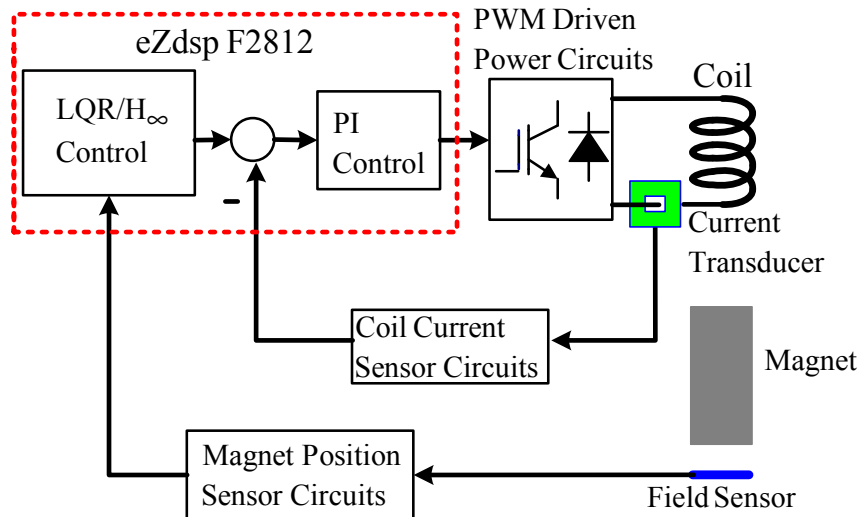 eZdsp F2812
PWM Driven
Power Circuits
Coil
LQR/H∞
Control
PI
Control
-
Current
Transducer
Coil Current
Sensor Circuits
Magnet
Magnet Position
Sensor Circuits
Field Sensor